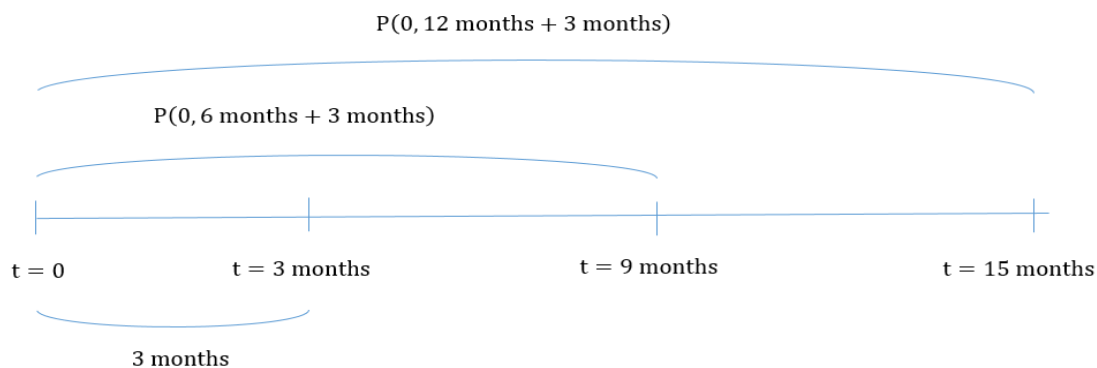 P(0, 12 months + 3 months)
P(0, 6 months + 3 months)
t = 0
t = 3 months
t = 9 months
t = 15 months
3 months